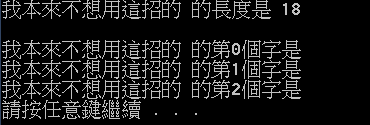 我本來不想用這招的 的長度是 18
我本來不想用這招的 的第0個字是
我本來不想用這招的 的第1個字是
我本來不想用這招的 的第2個字是
請按任意鍵繼續 . . .